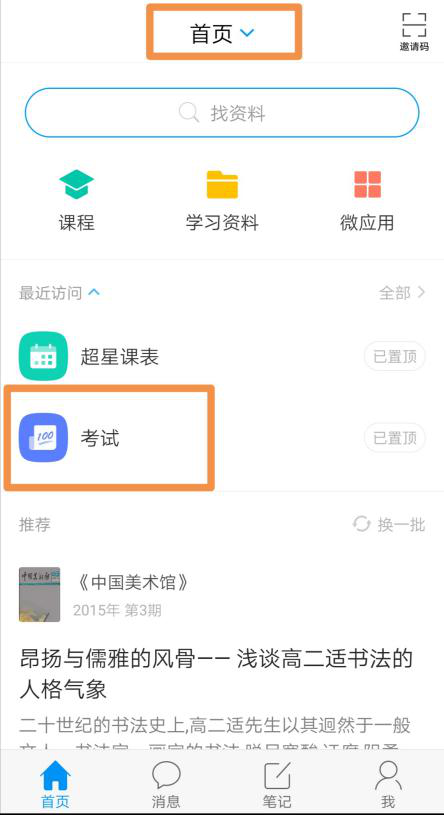 首页
邀请码
找资料
课程
学习资料
微应用
最近访问
全部
超星课表
已置顶
100
考试
已置顶
推荐
换一批
中国美术馆
《中国美术馆》
2015年 第3期
昂扬与儒雅的风骨—— 浅谈高二适书法的
人格气象
二十世纪的书法史上,高二适先生以其迥然于一般
首页
消息
笔记
我